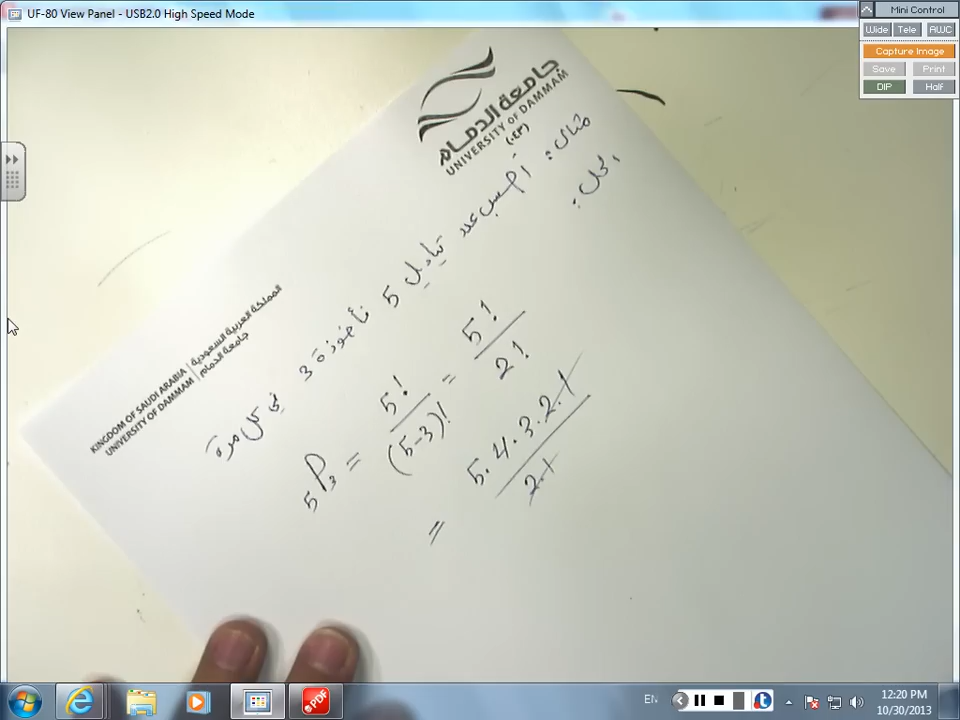 UF-80 View Panel - USB2.0 High Speed Mode
Mini Control
Wide Tele AWC
Capture Image
Save Print
DIP Half
جامعة الدمام
UNIVERSITY OF DAMMAM
(٠٤٣)
المملكة العربية السعودية
جامعة الدمام
KINGDOM OF SAUDI ARABIA
UNIVERSITY OF DAMMAM
مثال: أحسب عدد تباديل 5 مأخوذة 3 في كل مرة
الحل:
₅P₃ = 5! / (5-3)! = 5! / 2!
= 5.4.3.2.1 / 2.1
PDF
EN
12:20 PM
10/30/2013